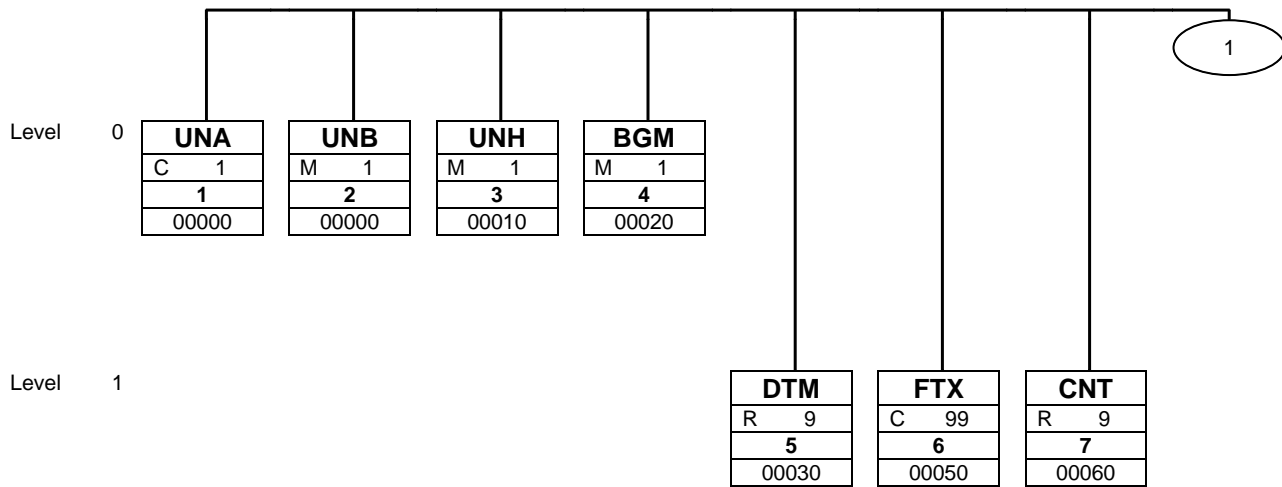 1
Level 0
UNA UNB UNH BGM
C 1 M 1 M 1 M 1
1 2 3 4
00000 00000 00010 00020
Level 1
DTM FTX CNT
R 9 C 99 R 9
5 6 7
00030 00050 00060